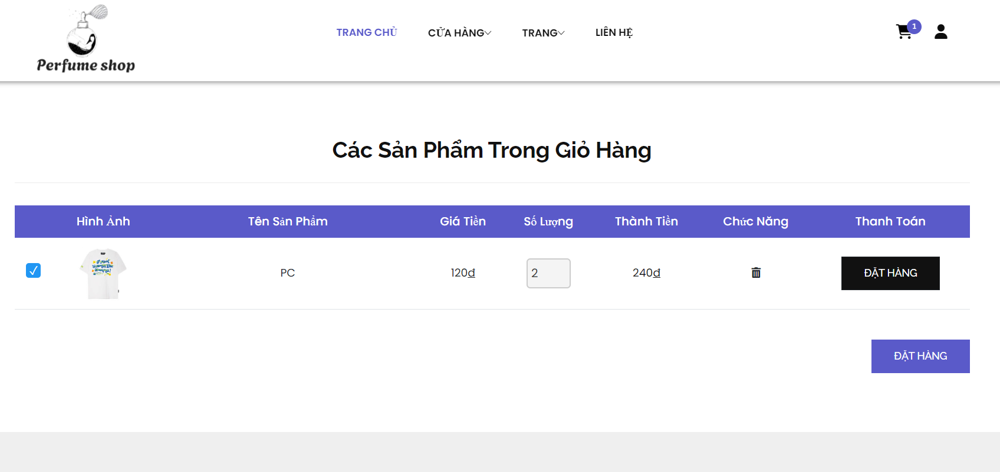 Perfume shop
TRANG CHỦ CỬA HÀNG TRANG LIÊN HỆ
1
Các Sản Phẩm Trong Giỏ Hàng
Hình Ảnh Tên Sản Phẩm Giá Tiền Số Lượng Thành Tiền Chức Năng Thanh Toán
PC 120đ 2 240đ ĐẶT HÀNG
ĐẶT HÀNG